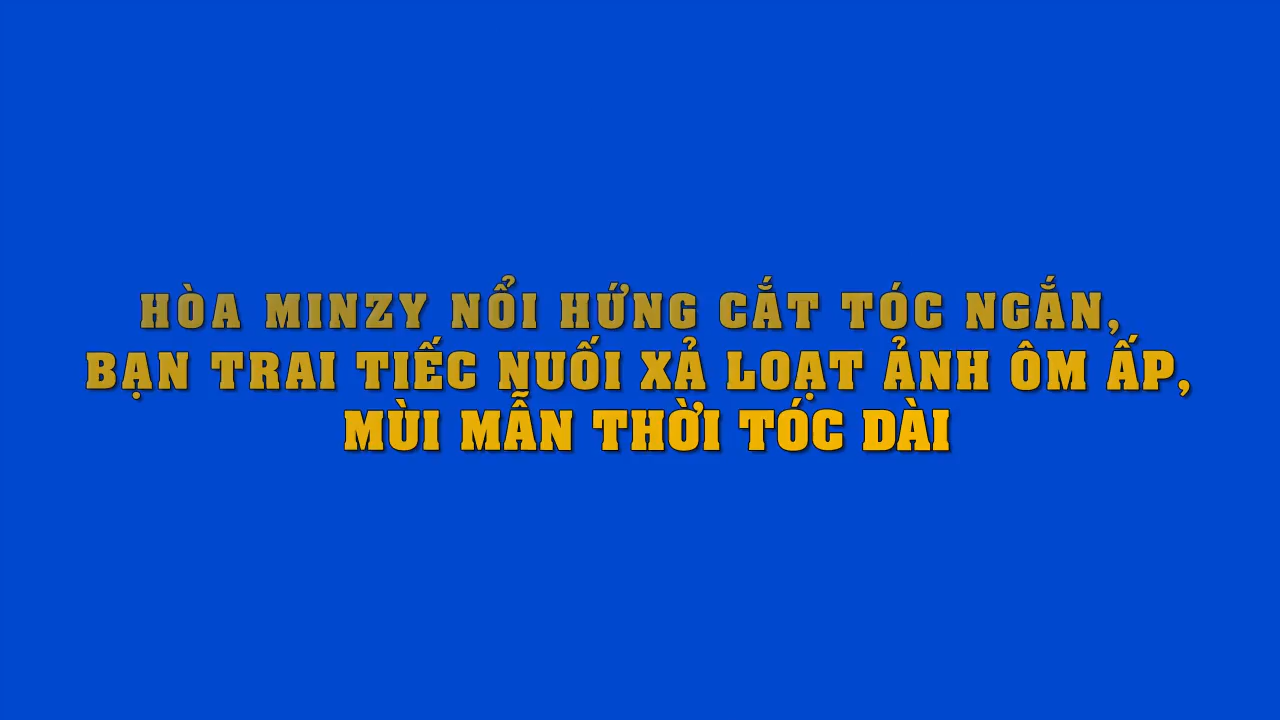 HÒA MINZY NỔI HỨNG CẮT TÓC NGẮN,
BẠN TRAI TIẾC NUỐI XẢ LOẠT ẢNH ÔM ẤP,
MÙI MẪN THỜI TÓC DÀI